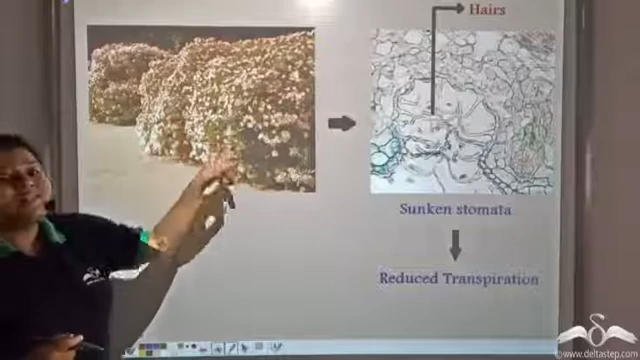 Hairs
Sunken stomata
Reduced Transpiration
©www.deltastep.com